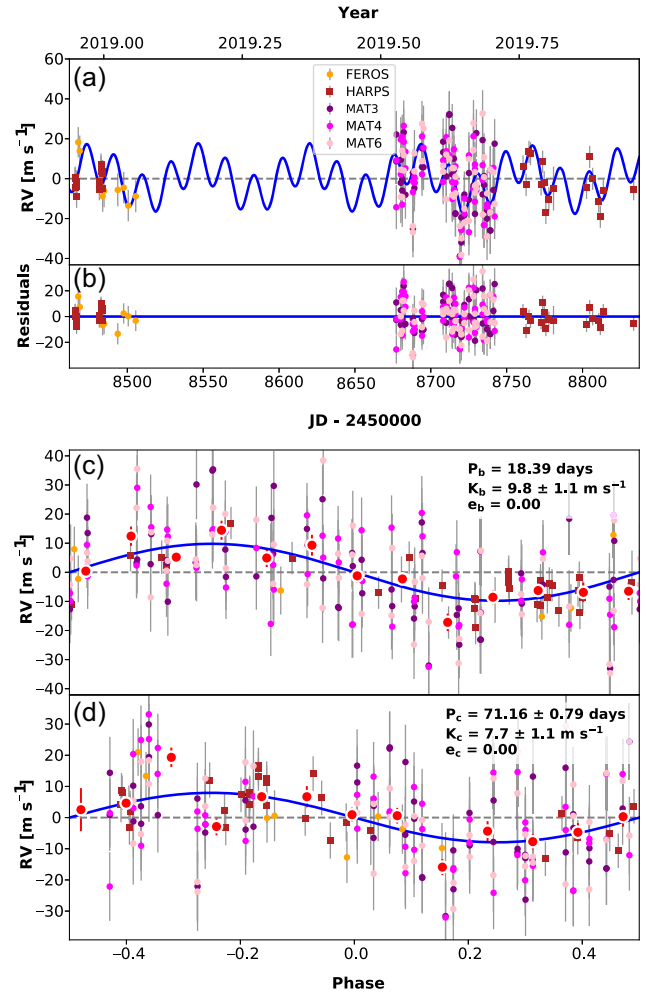 Year
2019.00 2019.25 2019.50 2019.75
(a)
FEROS
HARPS
MAT3
MAT4
MAT6
60
40
20
0
−20
−40
RV [m s⁻¹]
(b)
20
0
−20
Residuals
8500 8550 8600 8650 8700 8750 8800
JD - 2450000
(c)
P_b = 18.39 days
K_b = 9.8 ± 1.1 m s⁻¹
e_b = 0.00
40
30
20
10
0
−10
−20
−30
−40
RV [m s⁻¹]
(d)
P_c = 71.16 ± 0.79 days
K_c = 7.7 ± 1.1 m s⁻¹
e_c = 0.00
30
20
10
0
−10
−20
−30
RV [m s⁻¹]
−0.4 −0.2 0.0 0.2 0.4
Phase